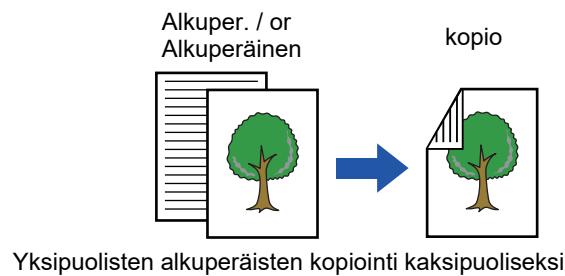 Alkuper. / or
Alkuperäinen
kopio
Yksipuolisten alkuperäisten kopiointi kaksipuoliseksi